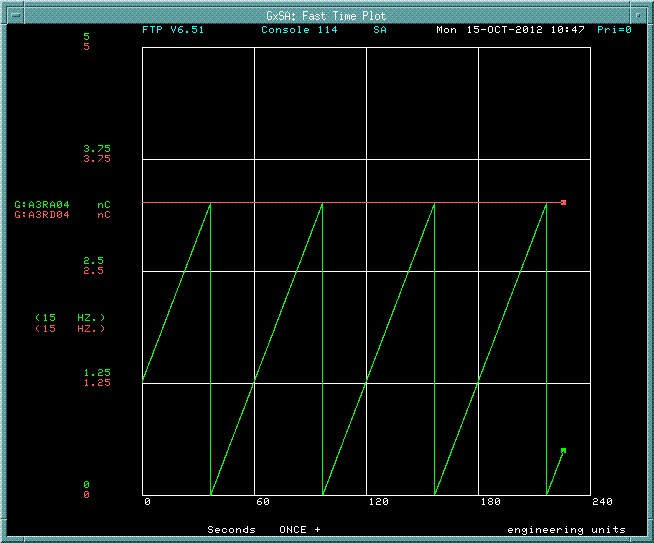 GxSA: Fast Time Plot
FTP V6.51 Console 114 SA Mon 15-OCT-2012 10:47 Pri=0
5
5
3.75
3.75
G:A3RA04 nC
G:A3RD04 nC
2.5
2.5
(15 HZ.)
(15 HZ.)
1.25
1.25
0
0
0 60 120 180 240
Seconds ONCE + engineering units